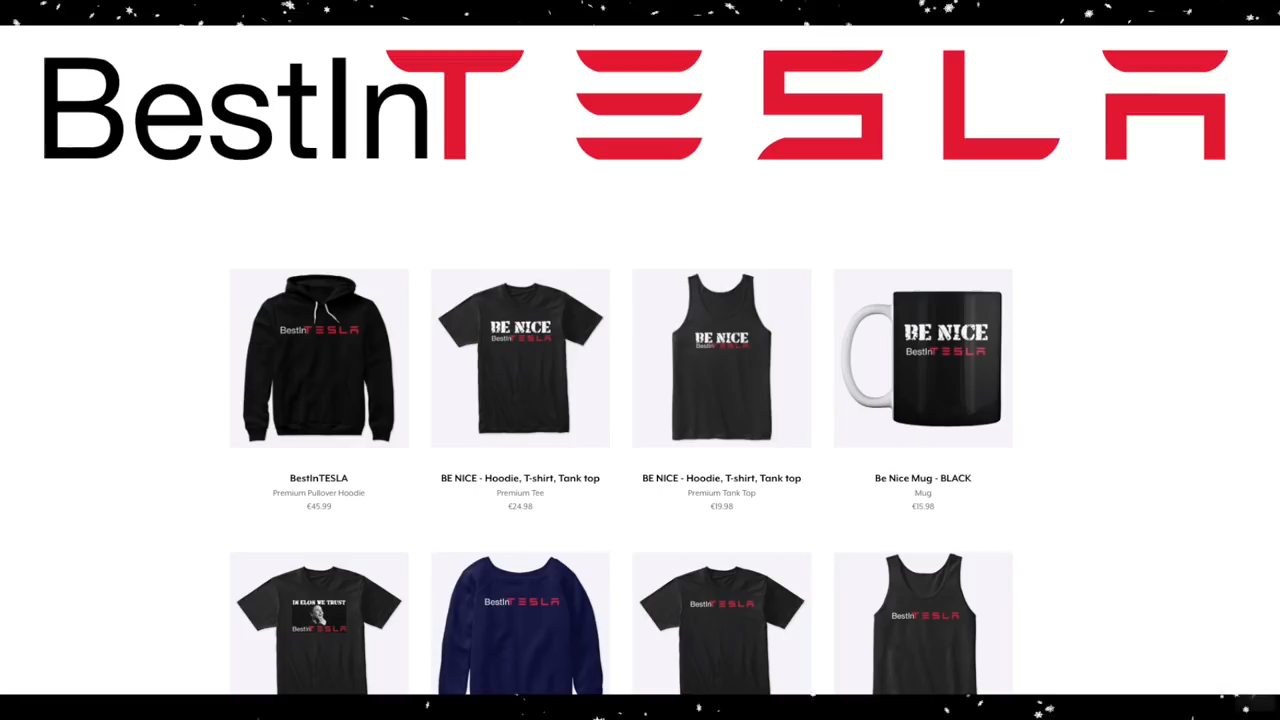 BestInTESLA
BestInTESLA
BE NICE
BestInTESLA
BE NICE
BestInTESLA
BE NICE
BestInTESLA
BestInTESLA
Premium Pullover Hoodie
€45.99
BE NICE - Hoodie, T-shirt, Tank top
Premium Tee
€24.98
BE NICE - Hoodie, T-shirt, Tank top
Premium Tank Top
€19.98
Be Nice Mug - BLACK
Mug
€15.98
IN ELON WE TRUST
BestInTESLA
BestInTESLA
BestInTESLA
BestInTESLA